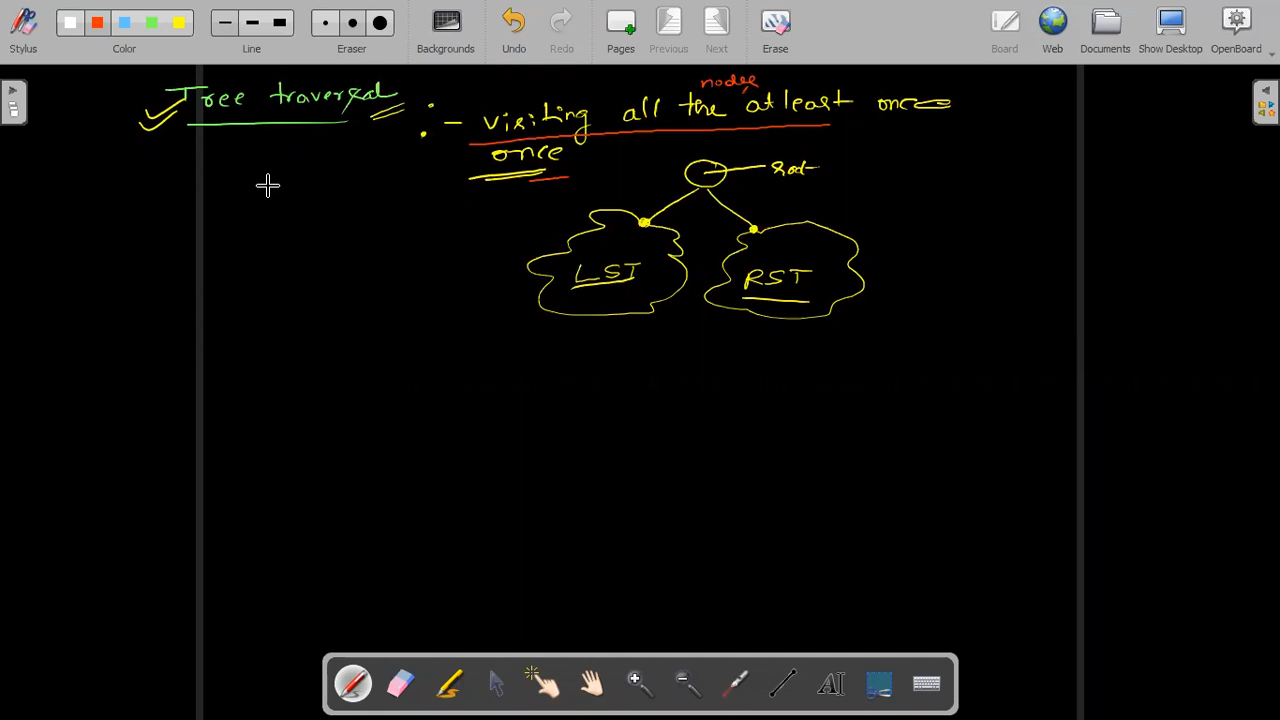 Stylus
Color
Line
Eraser
Backgrounds
Undo
Redo
Pages
Previous
Next
Erase
Board
Web
Documents
Show Desktop
OpenBoard
Tree traversal :- visiting all the nodes atleast once
once
root
LST
RST
AI